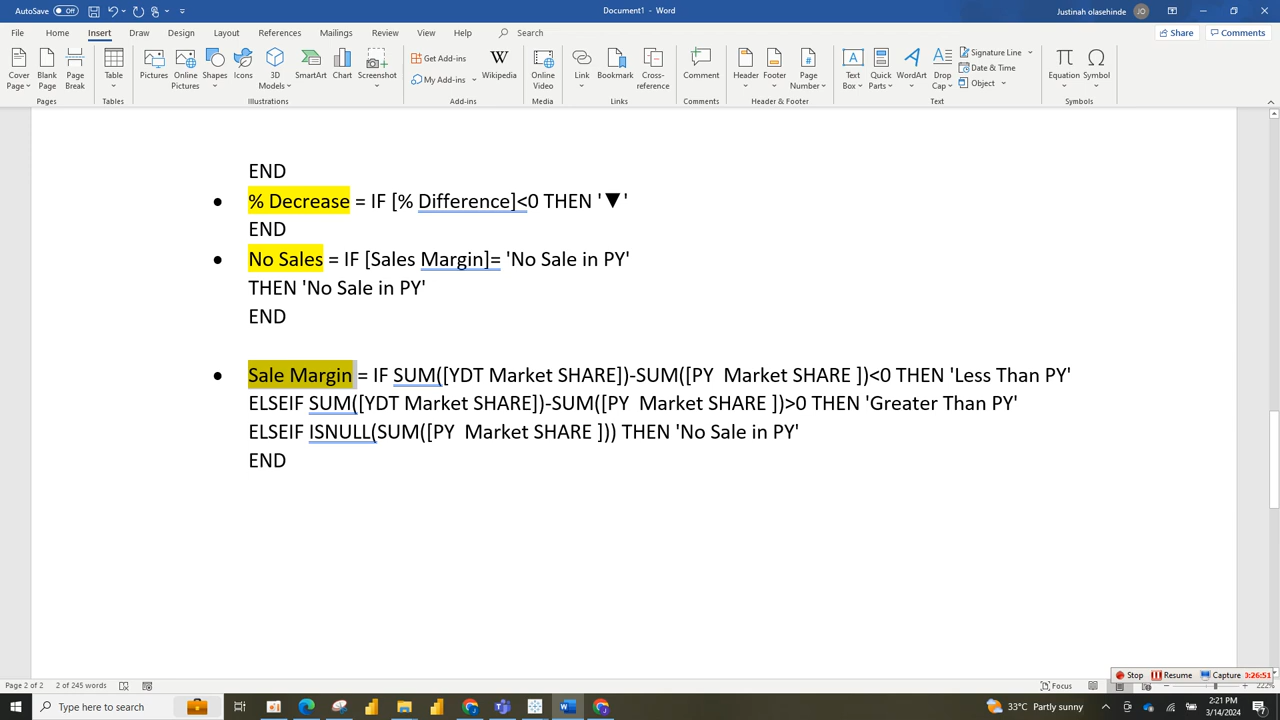 AutoSave Off
Document1 - Word
Justinah olasehinde
File Home Insert Draw Design Layout References Mailings Review View Help Search Share Comments
Cover Page Blank Page Page Break Table Pictures Online Pictures Shapes Icons 3D Models SmartArt Chart Screenshot Get Add-ins My Add-ins Wikipedia Online Video Link Bookmark Cross-reference Comment Header Footer Page Number Text Box Quick Parts WordArt Drop Cap Signature Line Date & Time Object Equation Symbol
Pages Tables Illustrations Add-ins Media Links Comments Header & Footer Text Symbols
END
• % Decrease = IF [% Difference]<0 THEN '▼'
END
• No Sales = IF [Sales Margin]= 'No Sale in PY'
THEN 'No Sale in PY'
END
• Sale Margin = IF SUM([YDT Market SHARE])-SUM([PY  Market SHARE ])<0 THEN 'Less Than PY'
ELSEIF SUM([YDT Market SHARE])-SUM([PY  Market SHARE ])>0 THEN 'Greater Than PY'
ELSEIF ISNULL(SUM([PY  Market SHARE ])) THEN 'No Sale in PY'
END
Stop Resume Capture 3:26:51
Page 2 of 2 2 of 245 words Focus 222%
Type here to search 33°C Partly sunny 2:21 PM
3/14/2024